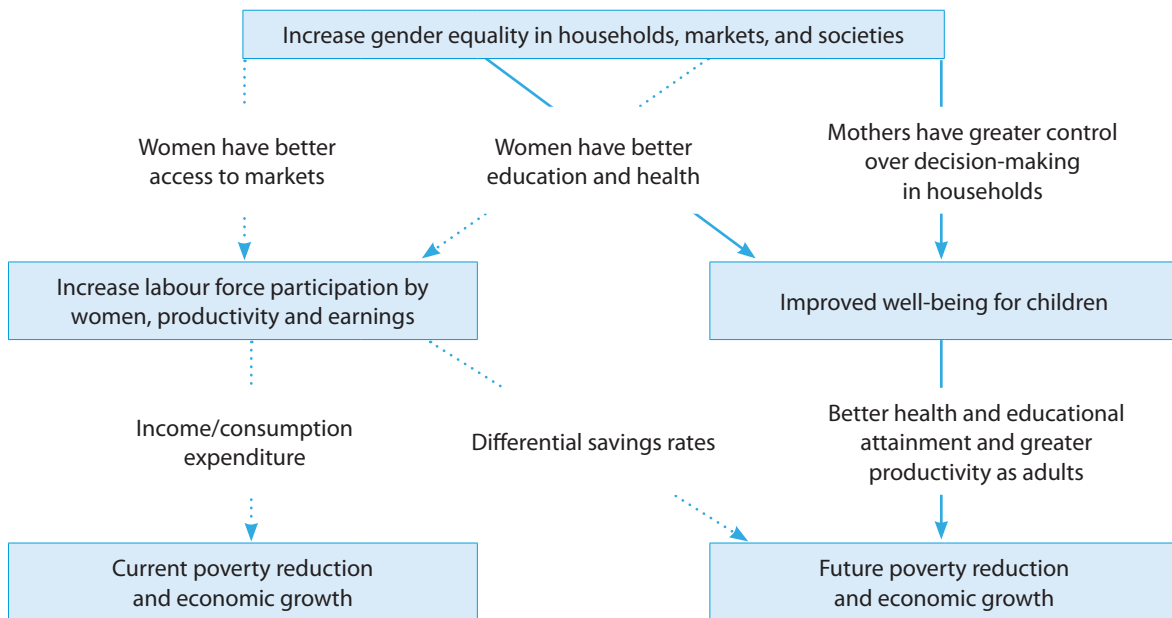 Increase gender equality in households, markets, and societies
Women have better
access to markets
Women have better
education and health
Mothers have greater control
over decision-making
in households
Increase labour force participation by
women, productivity and earnings
Improved well-being for children
Income/consumption
expenditure
Differential savings rates
Better health and educational
attainment and greater
productivity as adults
Current poverty reduction
and economic growth
Future poverty reduction
and economic growth